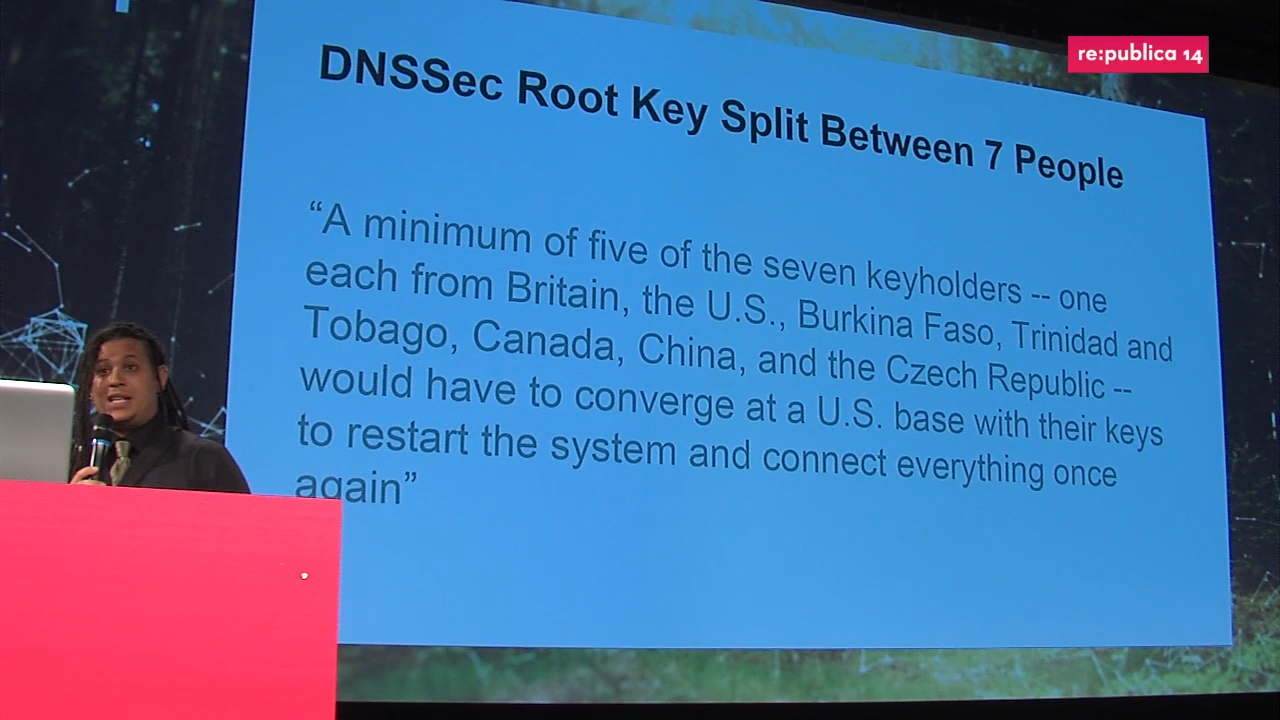 re:publica 14
DNSSec Root Key Split Between 7 People
“A minimum of five of the seven keyholders -- one
each from Britain, the U.S., Burkina Faso, Trinidad and
Tobago, Canada, China, and the Czech Republic --
would have to converge at a U.S. base with their keys
to restart the system and connect everything once
again”